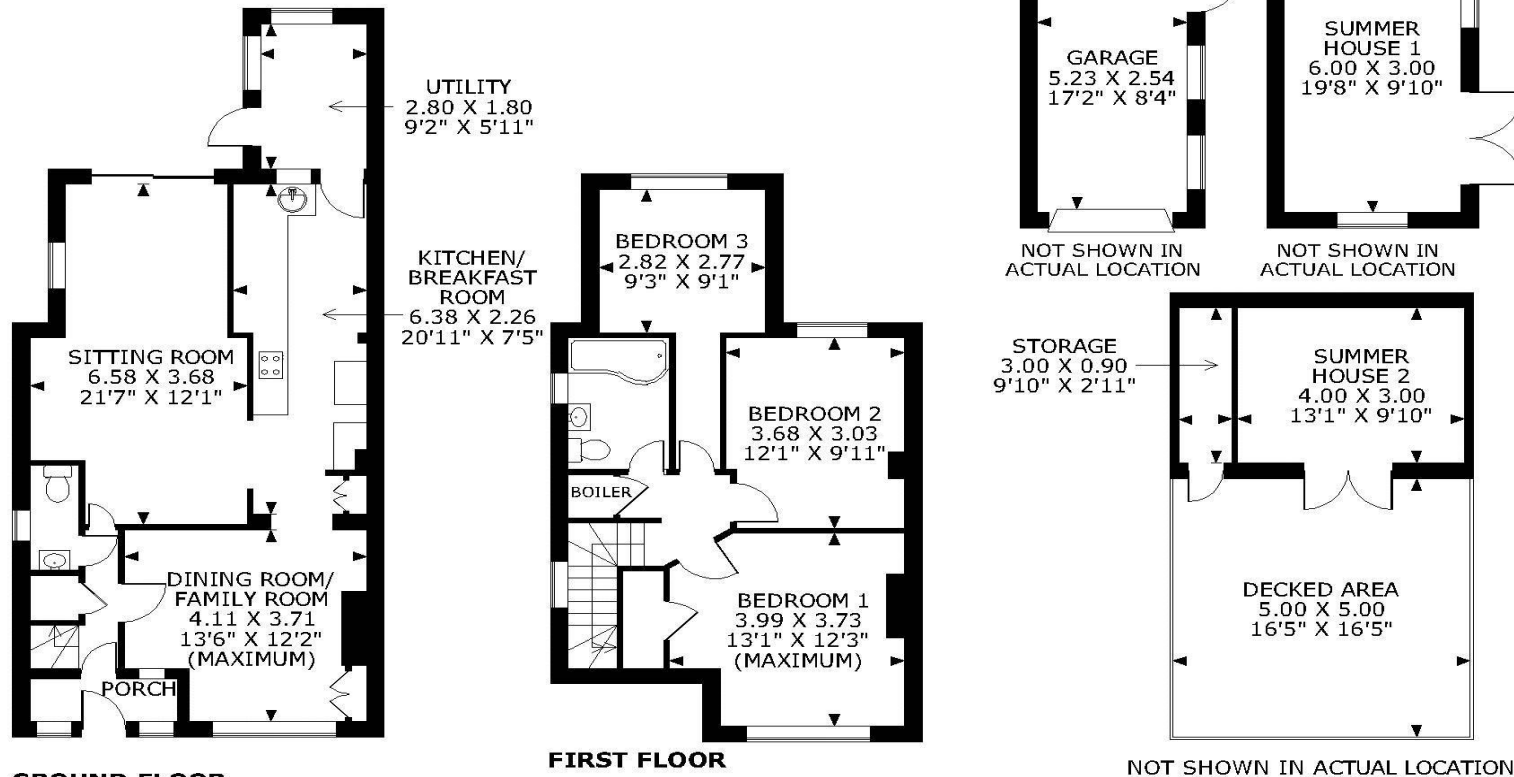 UTILITY
2.80 X 1.80
9'2" X 5'11"
KITCHEN/
BREAKFAST
ROOM
6.38 X 2.26
20'11" X 7'5"
SITTING ROOM
6.58 X 3.68
21'7" X 12'1"
DINING ROOM/
FAMILY ROOM
4.11 X 3.71
13'6" X 12'2"
(MAXIMUM)
PORCH
GROUND FLOOR
BEDROOM 3
2.82 X 2.77
9'3" X 9'1"
BEDROOM 2
3.68 X 3.03
12'1" X 9'11"
BOILER
BEDROOM 1
3.99 X 3.73
13'1" X 12'3"
(MAXIMUM)
FIRST FLOOR
GARAGE
5.23 X 2.54
17'2" X 8'4"
NOT SHOWN IN
ACTUAL LOCATION
SUMMER
HOUSE 1
6.00 X 3.00
19'8" X 9'10"
NOT SHOWN IN
ACTUAL LOCATION
STORAGE
3.00 X 0.90
9'10" X 2'11"
SUMMER
HOUSE 2
4.00 X 3.00
13'1" X 9'10"
DECKED AREA
5.00 X 5.00
16'5" X 16'5"
NOT SHOWN IN ACTUAL LOCATION